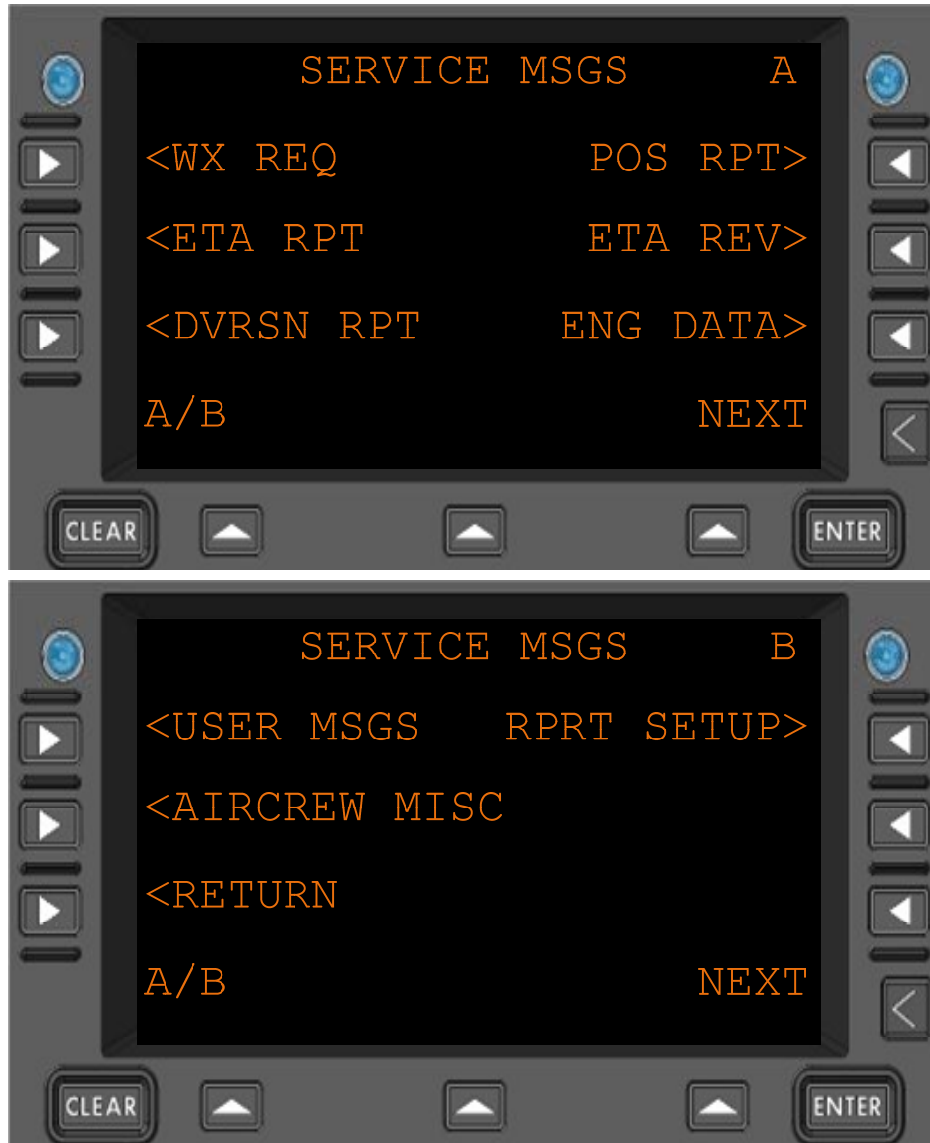 SERVICE MSGS A
<WX REQ POS RPT>
<ETA RPT ETA REV>
<DVRSN RPT ENG DATA>
A/B NEXT
CLEAR ENTER
SERVICE MSGS B
<USER MSGS RPRT SETUP>
<AIRCREW MISC
<RETURN
A/B NEXT
CLEAR ENTER